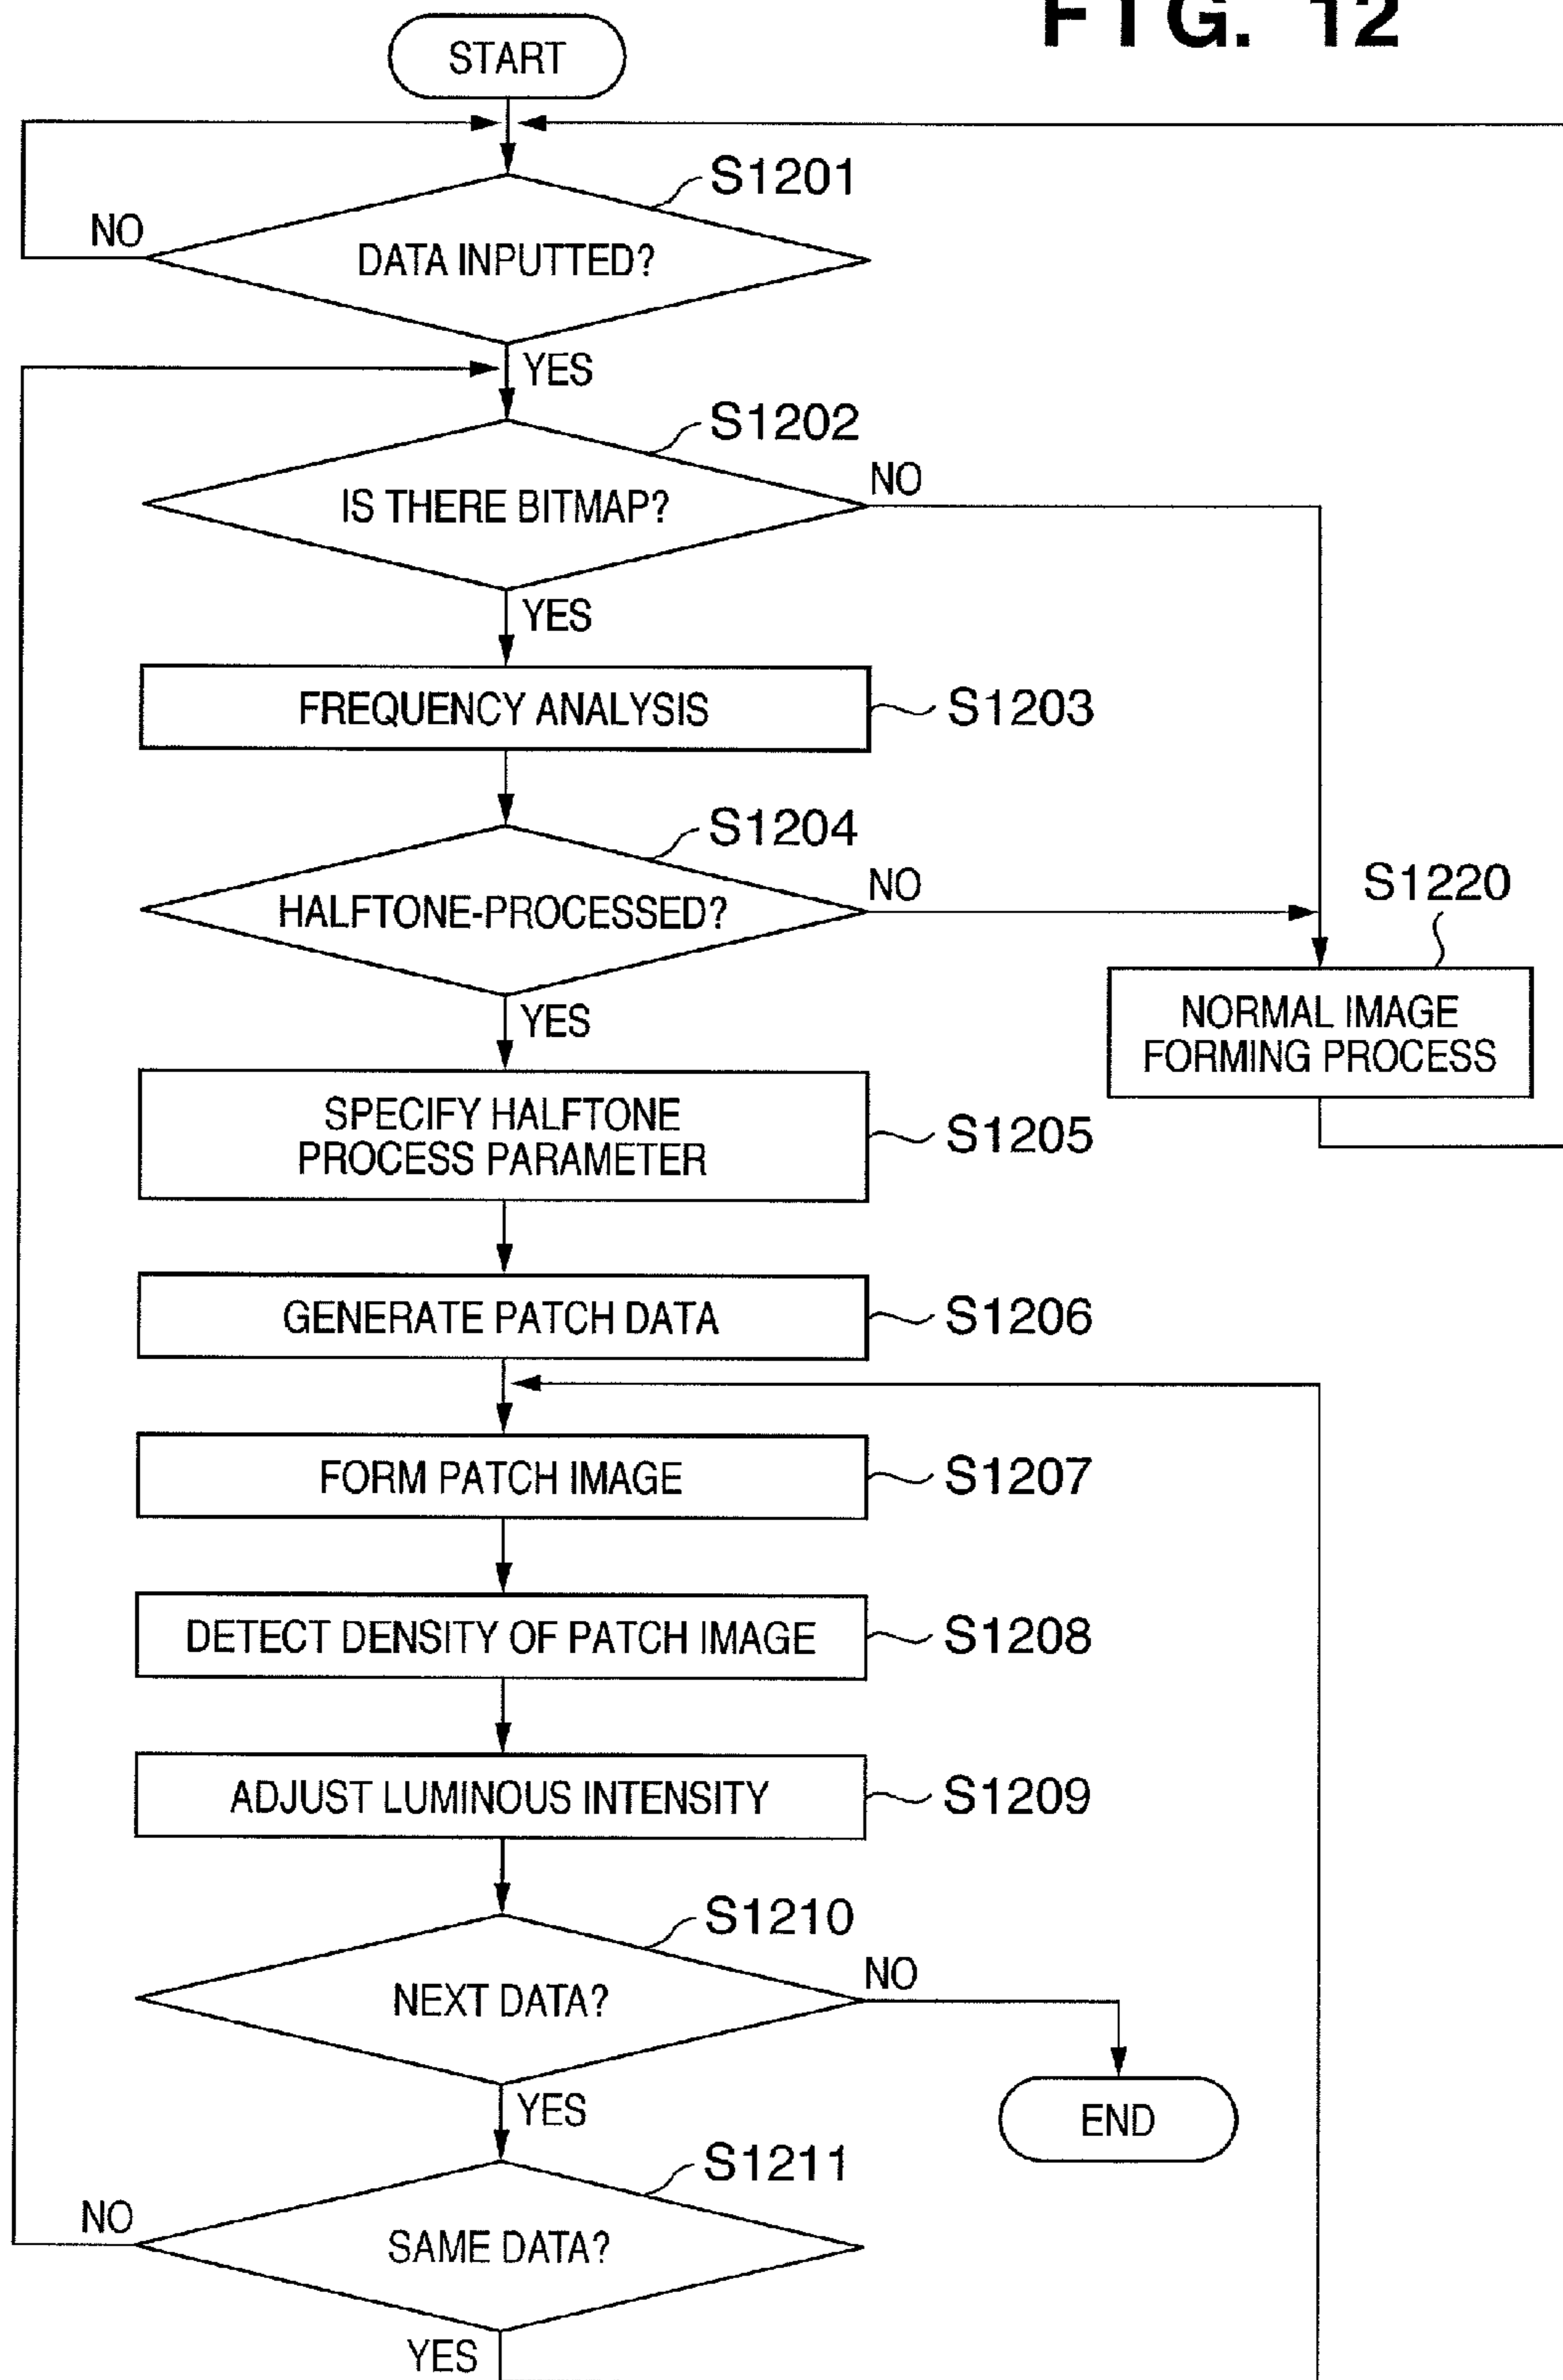 FIG. 12
START
S1201
NO
DATA INPUTTED?
YES
S1202
NO
IS THERE BITMAP?
YES
FREQUENCY ANALYSIS
S1203
S1204
NO
HALFTONE-PROCESSED?
S1220
YES
NORMAL IMAGE
FORMING PROCESS
SPECIFY HALFTONE
PROCESS PARAMETER
S1205
GENERATE PATCH DATA
S1206
FORM PATCH IMAGE
S1207
DETECT DENSITY OF PATCH IMAGE
S1208
ADJUST LUMINOUS INTENSITY
S1209
S1210
NO
NEXT DATA?
YES
END
S1211
NO
SAME DATA?
YES